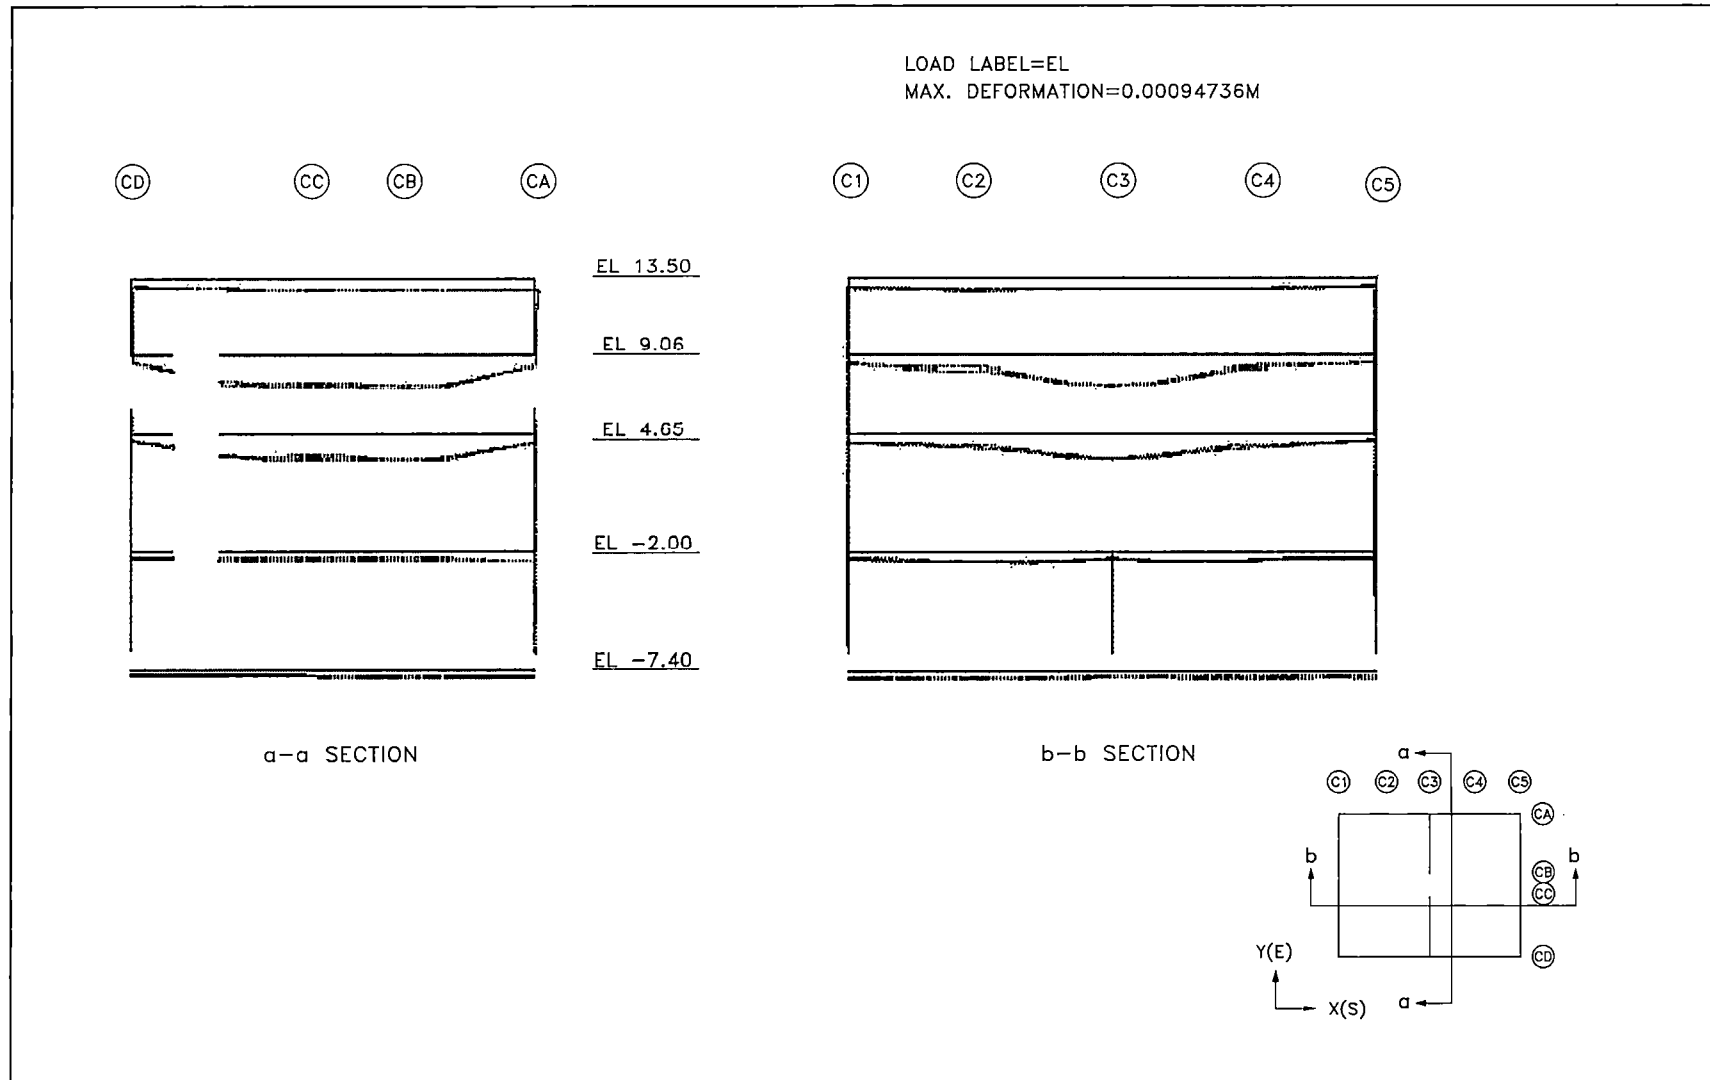 LOAD LABEL=EL
MAX. DEFORMATION=0.00094736M
CD CC CB CA
C1 C2 C3 C4 C5
EL 13.50
EL 9.06
EL 4.65
EL -2.00
EL -7.40
a-a SECTION
b-b SECTION
a
C1 C2 C3 C4 C5
CA
b b
CB
CC
Y(E)
CD
a
X(S)